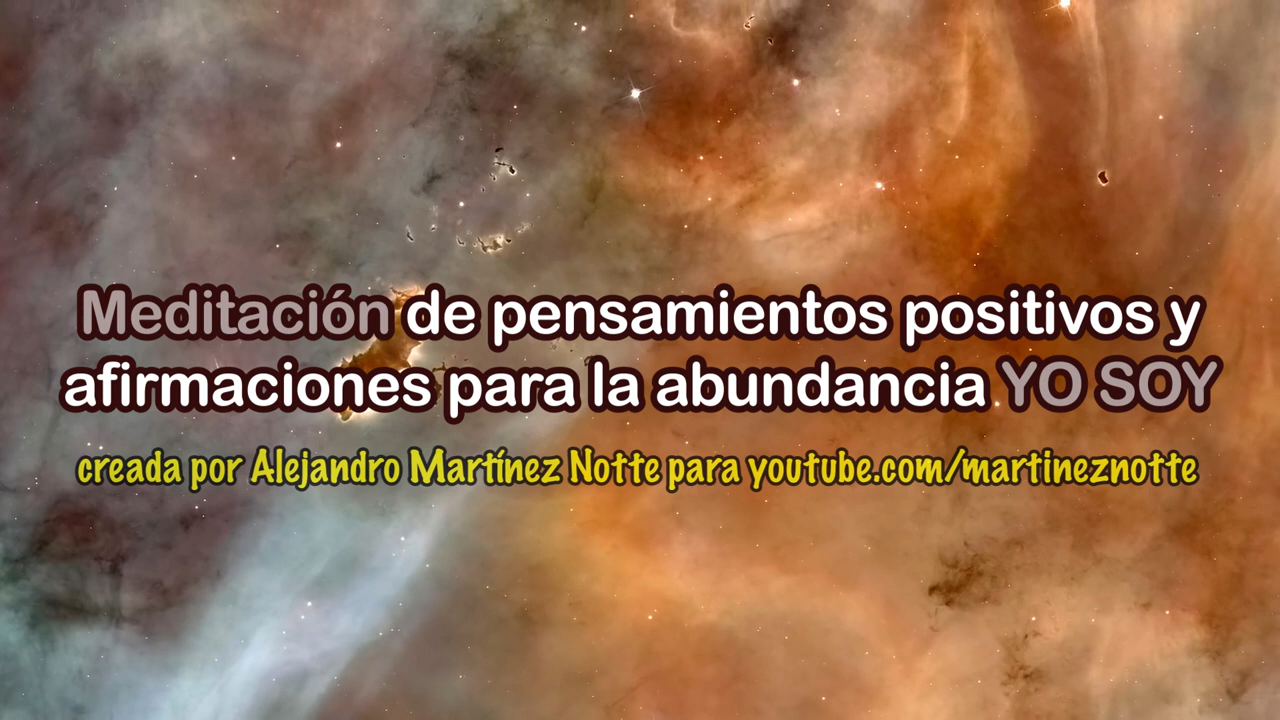 Meditación de pensamientos positivos y
afirmaciones para la abundancia YO SOY
creada por Alejandro Martínez Notte para youtube.com/martineznotte